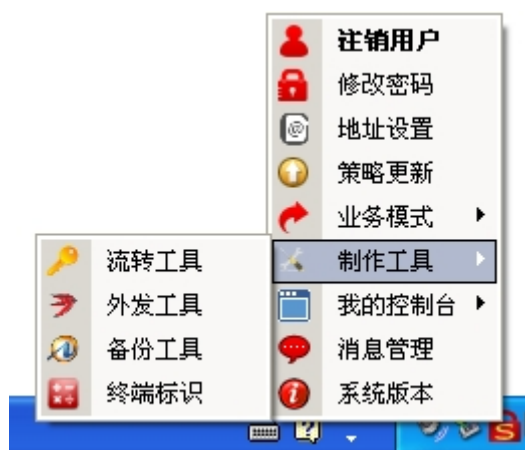 注销用户
修改密码
地址设置
策略更新
业务模式
制作工具
我的控制台
消息管理
系统版本
流转工具
外发工具
备份工具
终端标识